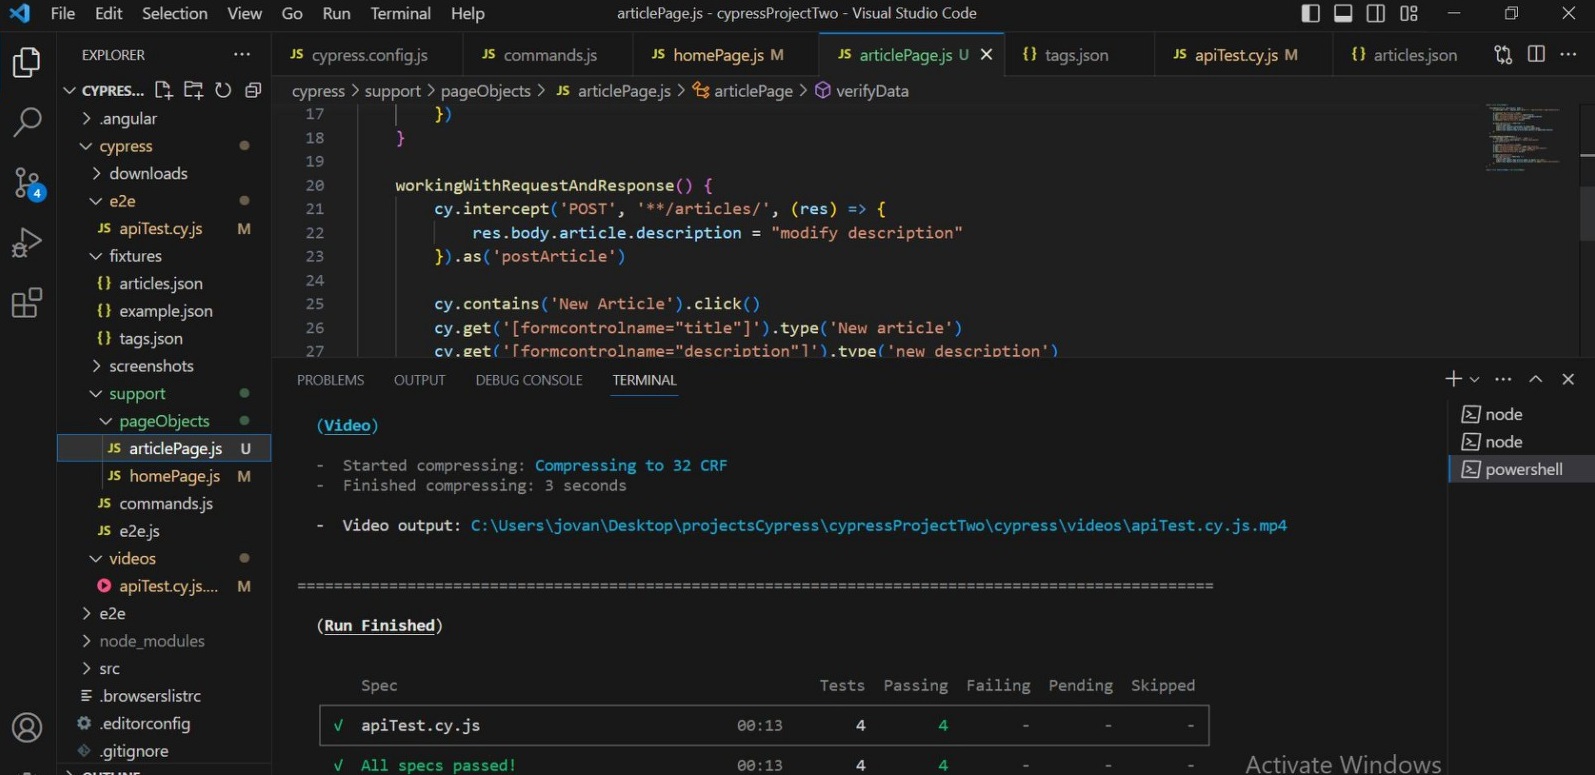 File Edit Selection View Go Run Terminal Help
articlePage.js - cypressProjectTwo - Visual Studio Code
EXPLORER ...
JS cypress.config.js
JS commands.js
JS homePage.js M
JS articlePage.js U
{} tags.json
JS apiTest.cy.js M
{} articles.json
CYPRES...
cypress > support > pageObjects > JS articlePage.js > articlePage > verifyData
4
.angular
cypress
downloads
e2e
JS apiTest.cy.js M
fixtures
{} articles.json
{} example.json
{} tags.json
screenshots
support
pageObjects
JS articlePage.js U
JS homePage.js M
JS commands.js
JS e2e.js
videos
apiTest.cy.js.... M
e2e
node_modules
src
.browserslistrc
.editorconfig
.gitignore
OUTLINE
17 })
18 }
19
20 workingWithRequestAndResponse() {
21 cy.intercept('POST', '**/articles/', (res) => {
22 res.body.article.description = "modify description"
23 }).as('postArticle')
24
25 cy.contains('New Article').click()
26 cy.get('[formcontrolname="title"]').type('New article')
27 cy.get('[formcontrolname="description"]').type('new description')
PROBLEMS OUTPUT DEBUG CONSOLE TERMINAL
node
node
powershell
(Video)
- Started compressing: Compressing to 32 CRF
- Finished compressing: 3 seconds
- Video output: C:\Users\jovan\Desktop\projectsCypress\cypressProjectTwo\cypress\videos\apiTest.cy.js.mp4
(Run Finished)
Spec Tests Passing Failing Pending Skipped
√ apiTest.cy.js 00:13 4 4 - - -
√ All specs passed! 00:13 4 4 - - -
Activate Windows